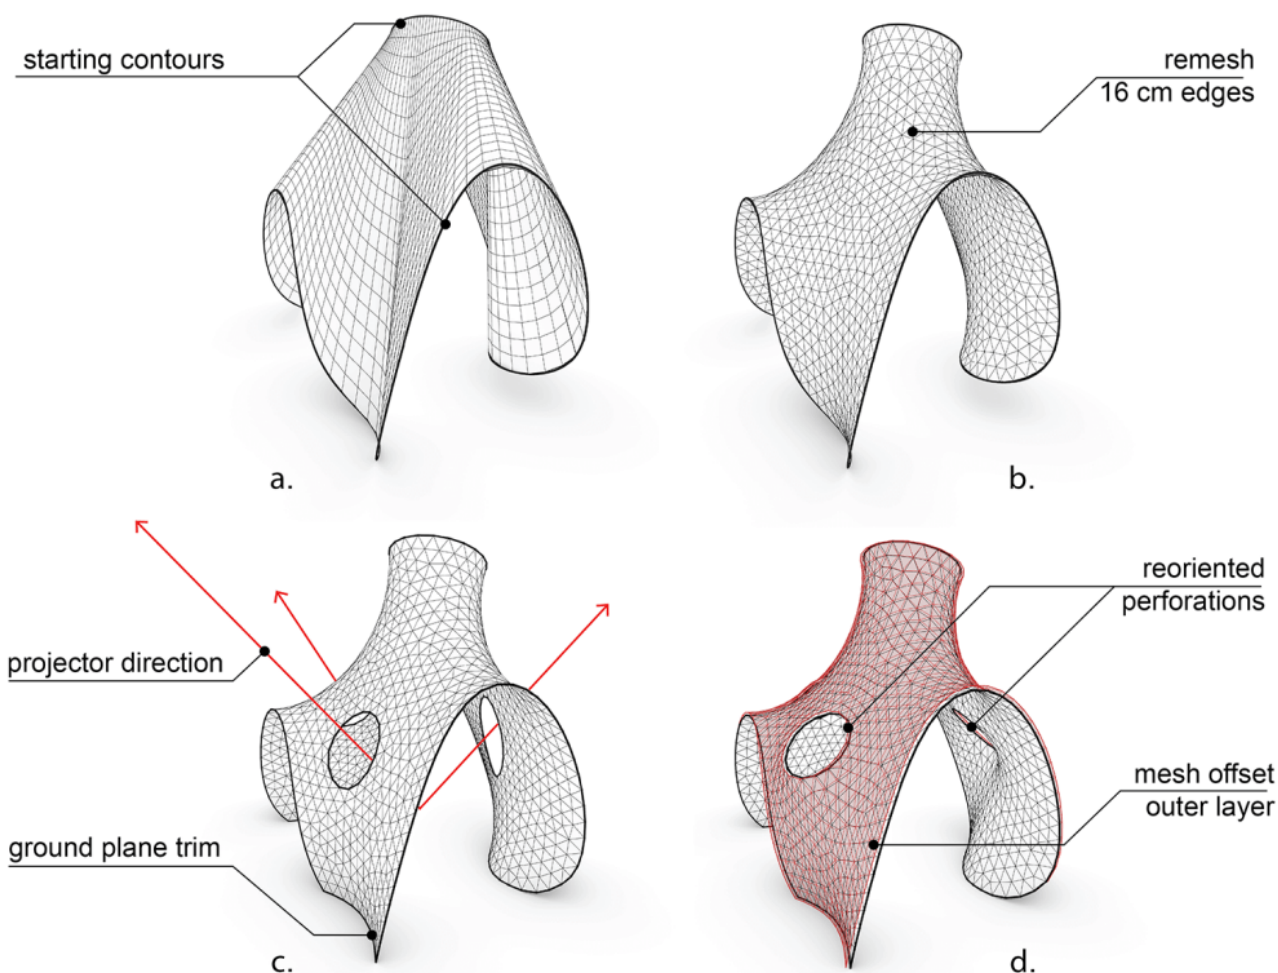 starting contours
remesh
16 cm edges
a.
b.
projector direction
ground plane trim
c.
reoriented
perforations
mesh offset
outer layer
d.